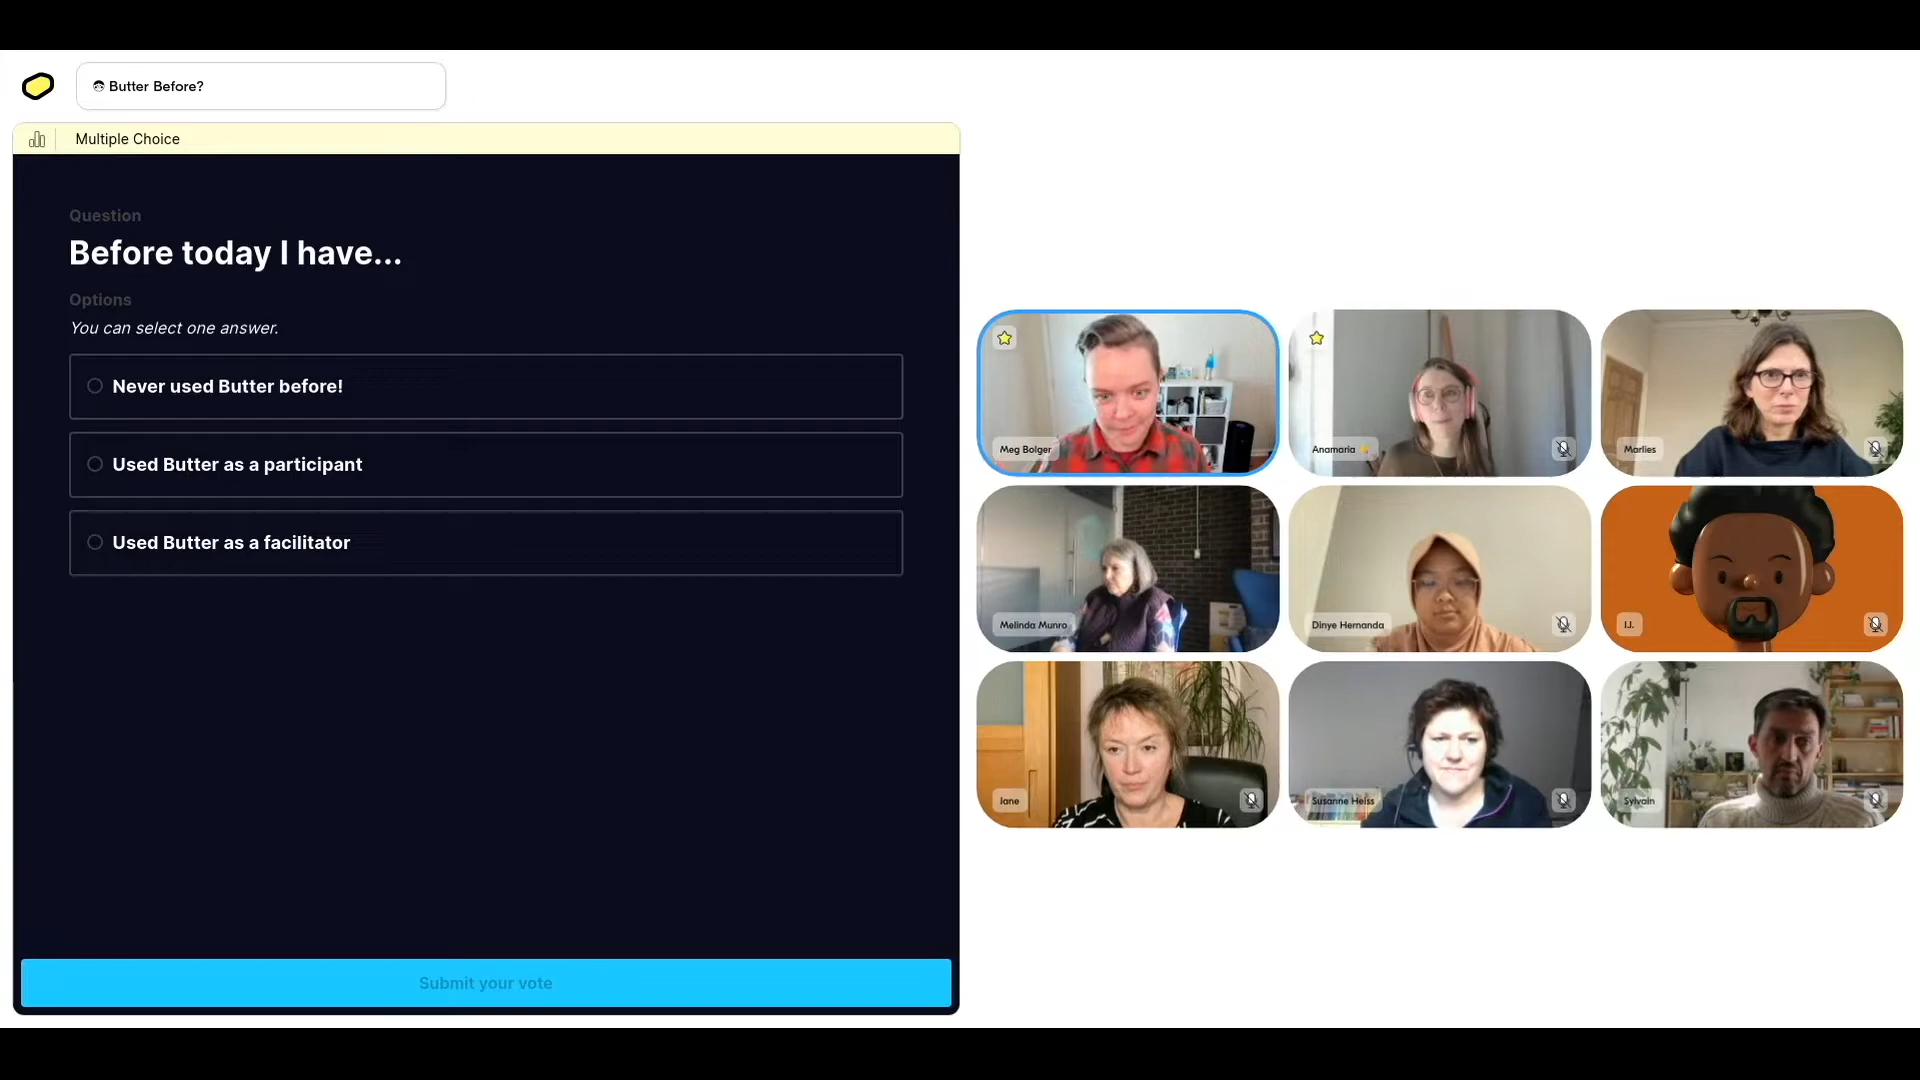 Butter Before?
Multiple Choice
Question
Before today I have...
Options
You can select one answer.
Never used Butter before!
Used Butter as a participant
Used Butter as a facilitator
Submit your vote
Meg Bolger
Anamaria
Marlies
Melinda Munro
Dinye Hernanda
I.I.
Jane
Susanne Heiss
Sylvain